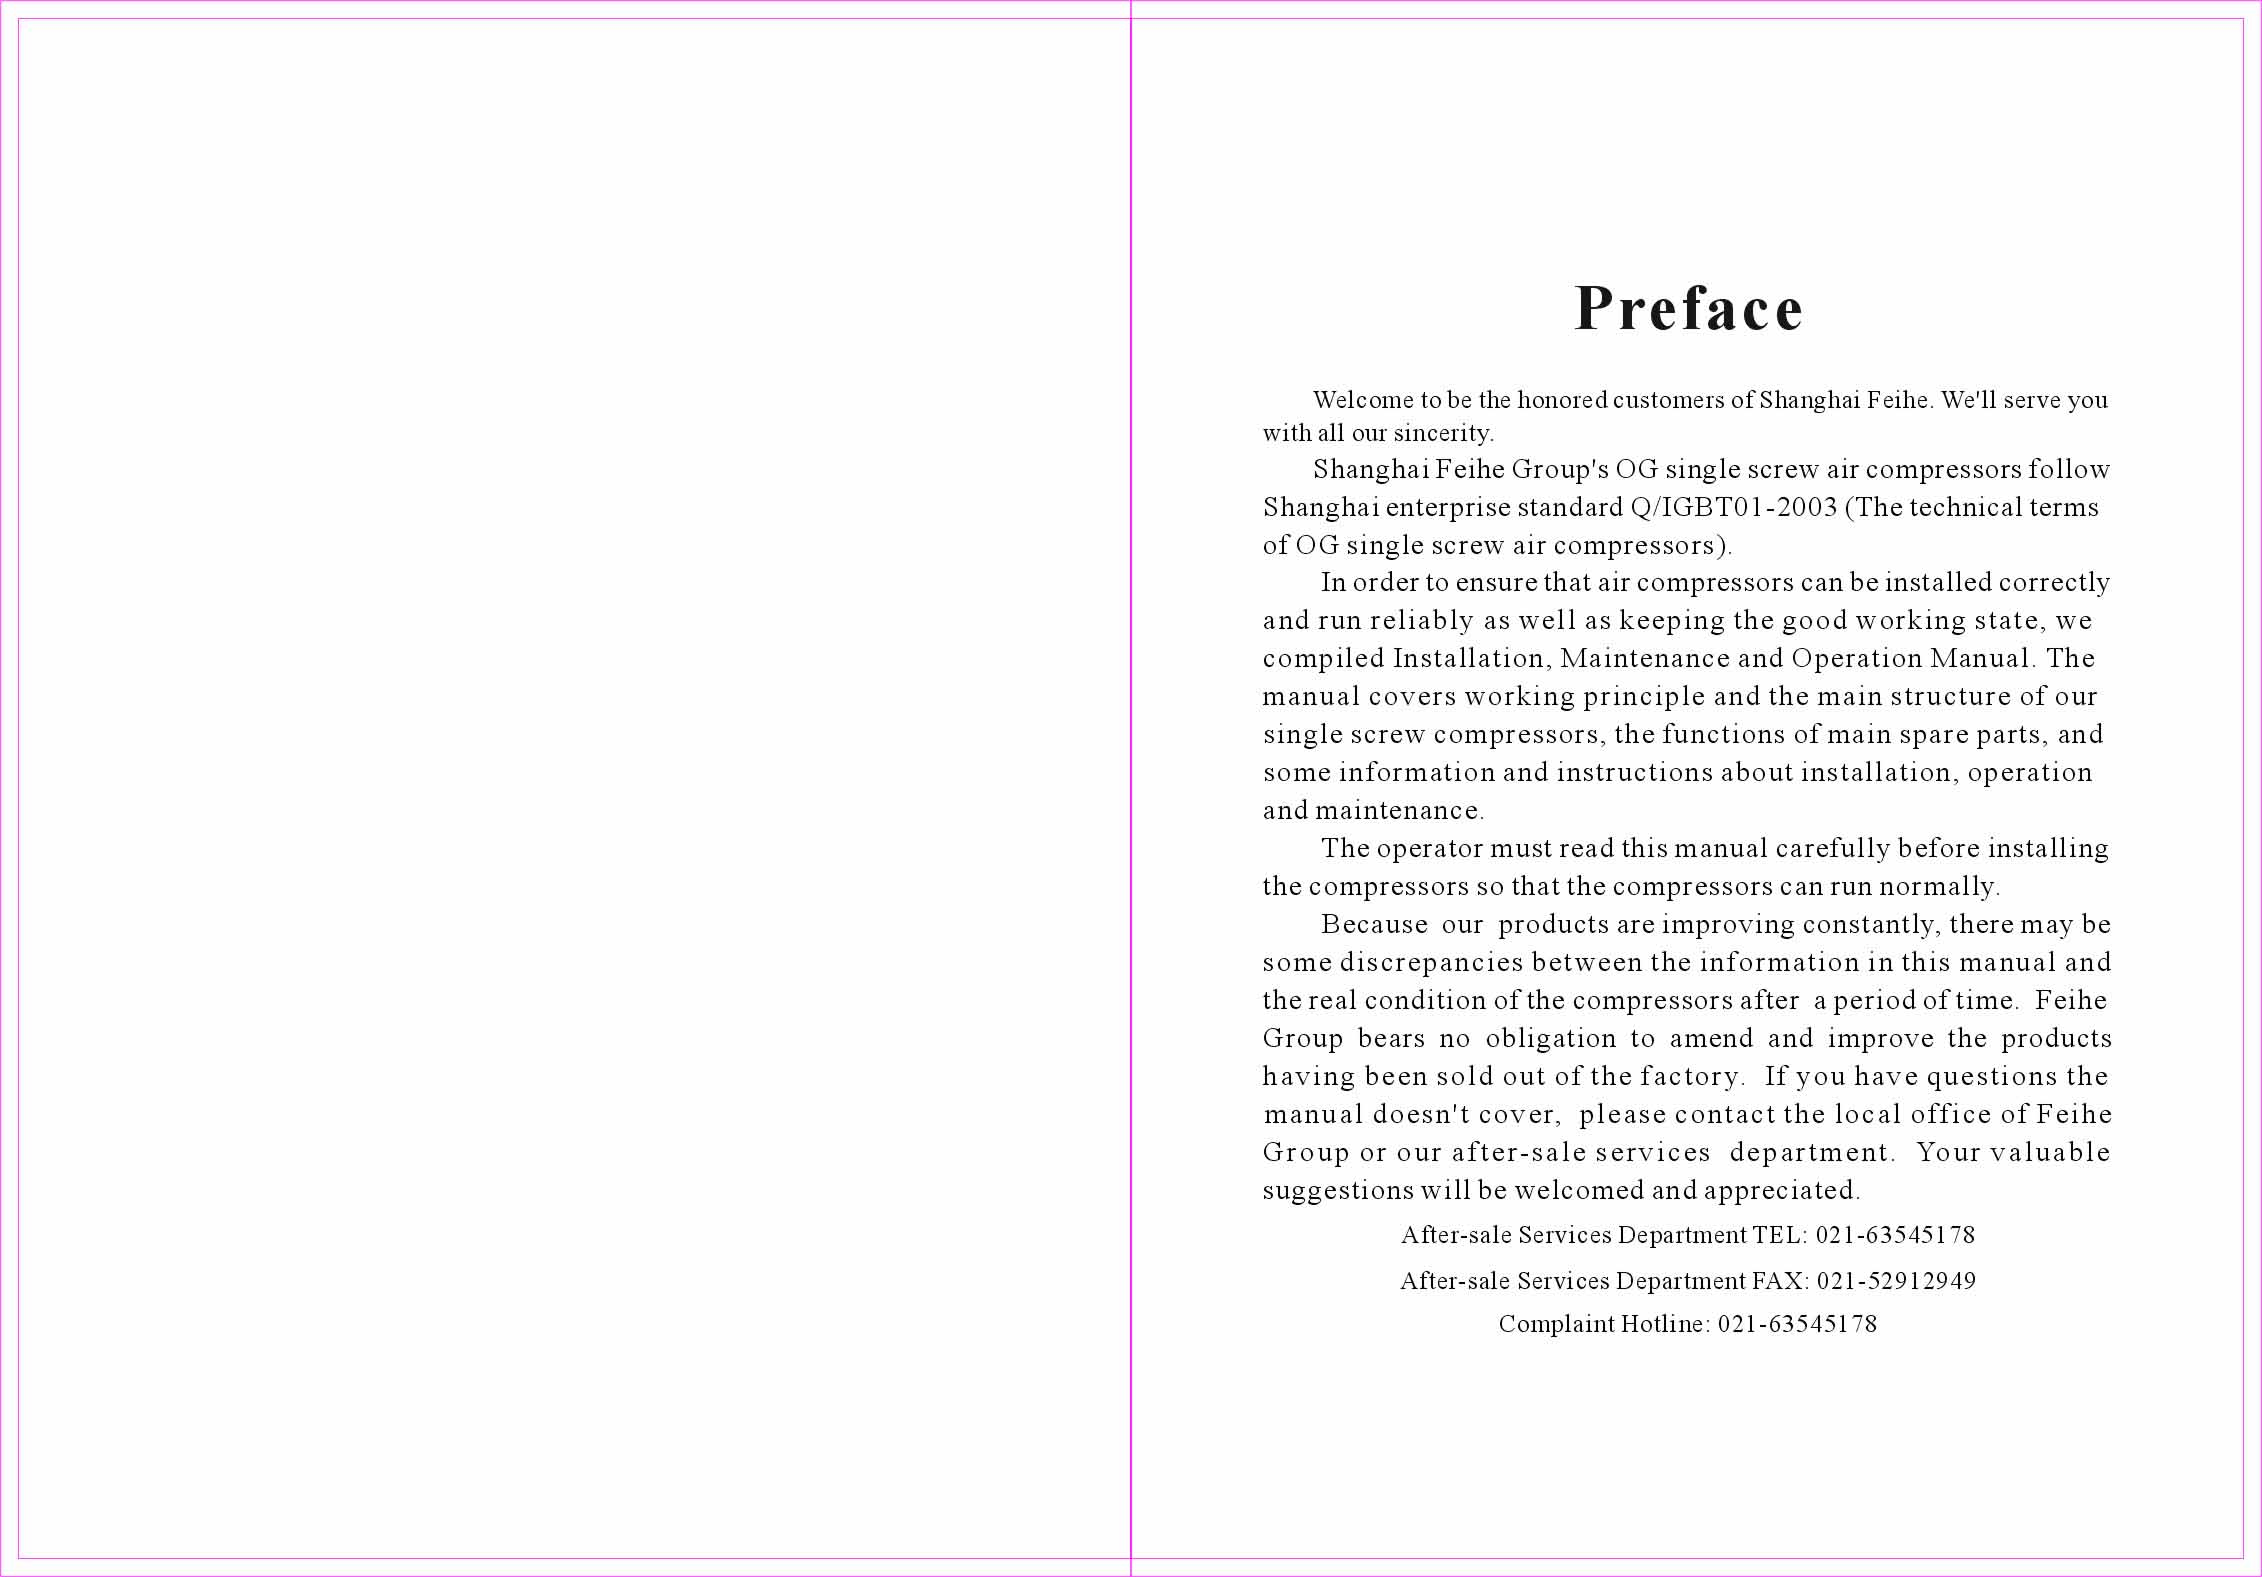 Preface
Welcome to be the honored customers of Shanghai Feihe. We'll serve you
with all our sincerity.
Shanghai Feihe Group's OG single screw air compressors follow
Shanghai enterprise standard Q/IGBT01-2003 (The technical terms
of OG single screw air compressors).
In order to ensure that air compressors can be installed correctly
and run reliably as well as keeping the good working state, we
compiled Installation, Maintenance and Operation Manual. The
manual covers working principle and the main structure of our
single screw compressors, the functions of main spare parts, and
some information and instructions about installation, operation
and maintenance.
The operator must read this manual carefully before installing
the compressors so that the compressors can run normally.
Because our products are improving constantly, there may be
some discrepancies between the information in this manual and
the real condition of the compressors after a period of time. Feihe
Group bears no obligation to amend and improve the products
having been sold out of the factory. If you have questions the
manual doesn't cover, please contact the local office of Feihe
Group or our after-sale services department. Your valuable
suggestions will be welcomed and appreciated.
After-sale Services Department TEL: 021-63545178
After-sale Services Department FAX: 021-52912949
Complaint Hotline: 021-63545178